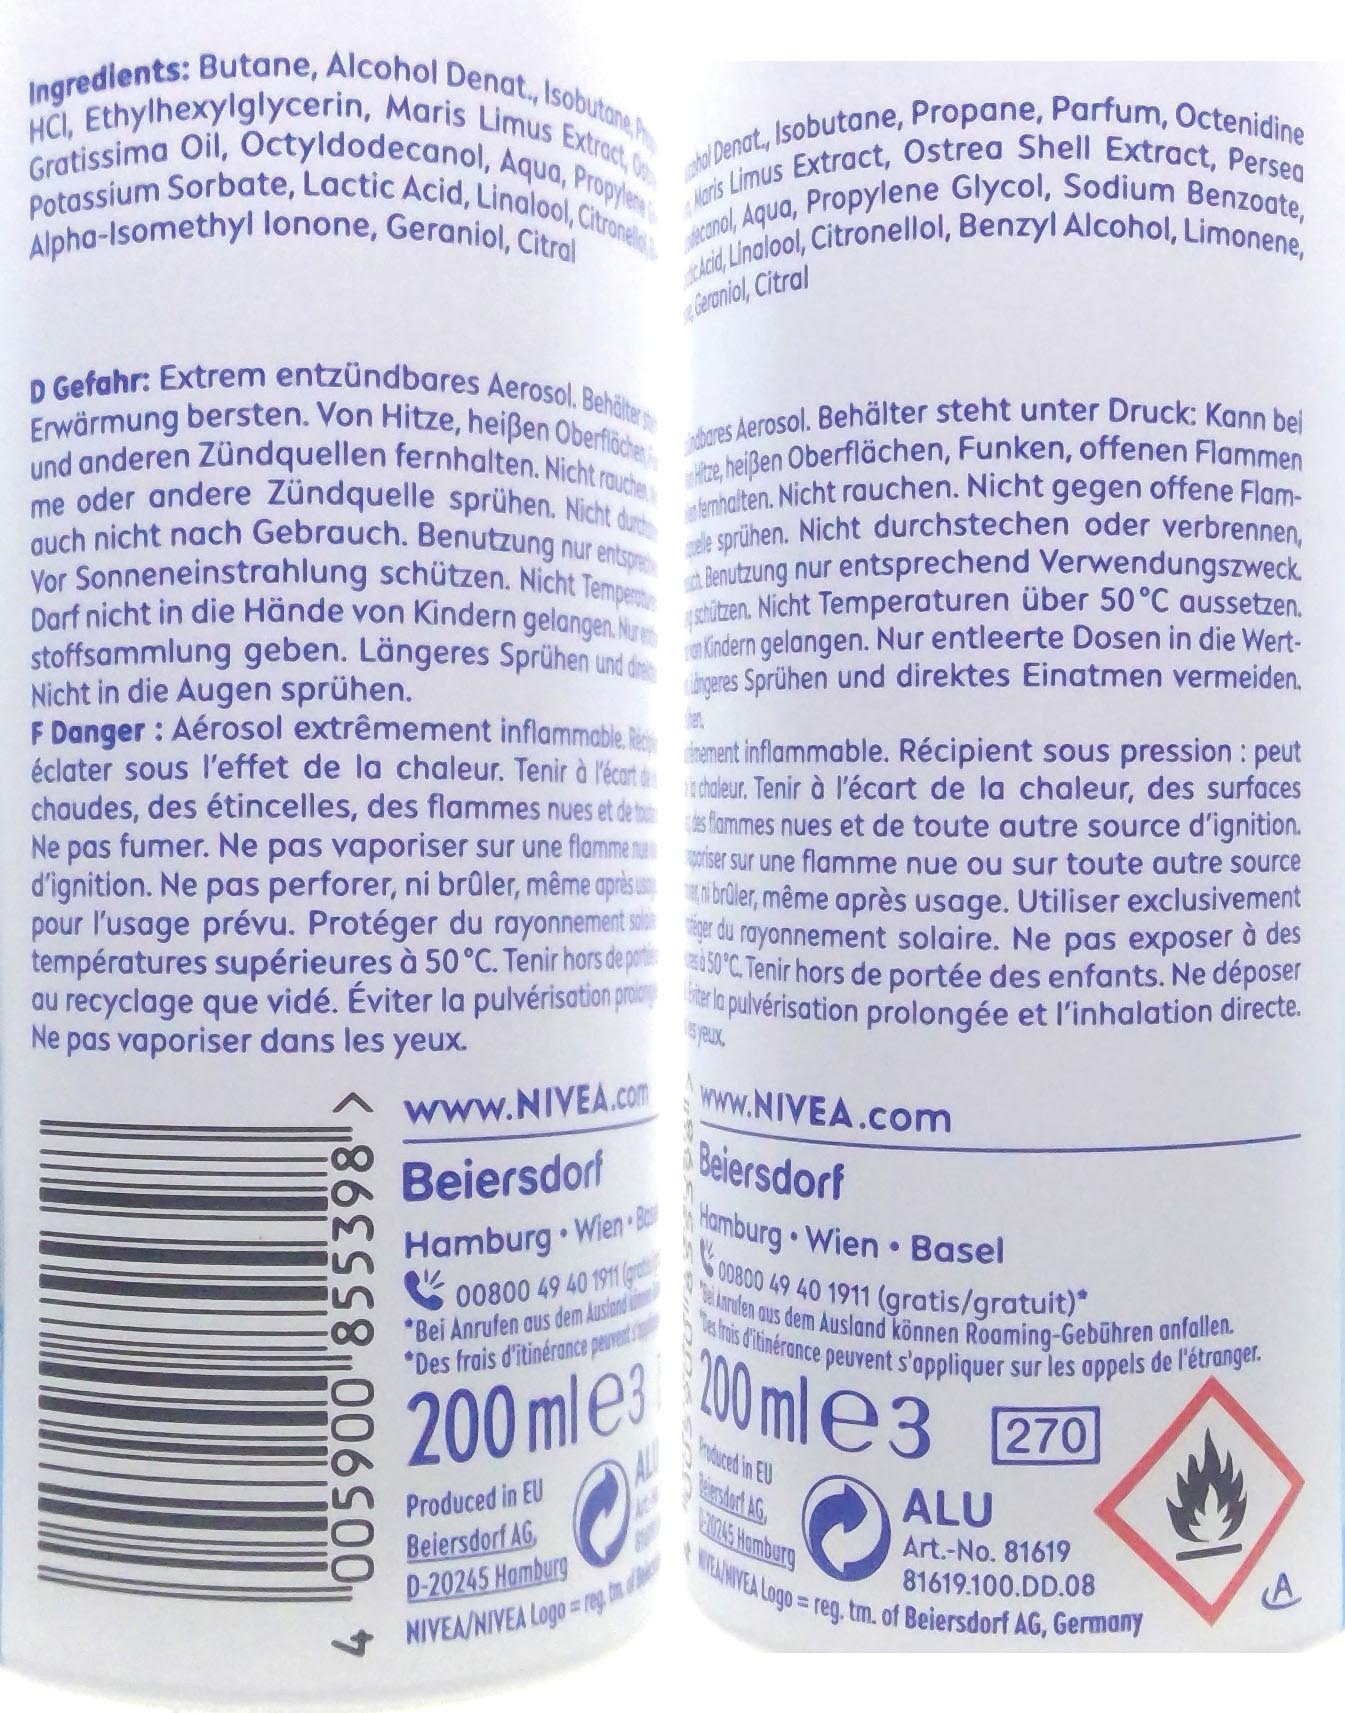 Ingredients: Butane, Alcohol Denat., Isobutane,
HCl, Ethylhexylglycerin, Maris Limus Extract,
Gratissima Oil, Octyldodecanol, Aqua, Propylene
Potassium Sorbate, Lactic Acid, Linalool, Citronellol,
Alpha-Isomethyl Ionone, Geraniol, Citral
D Gefahr: Extrem entzündbares Aerosol. Behälter
Erwärmung bersten. Von Hitze, heißen Oberflächen,
und anderen Zündquellen fernhalten. Nicht rauchen.
me oder andere Zündquelle sprühen. Nicht
auch nicht nach Gebrauch. Benutzung nur
Vor Sonneneinstrahlung schützen. Nicht
Darf nicht in die Hände von Kindern gelangen. Nur
stoffsammlung geben. Längeres Sprühen und
Nicht in die Augen sprühen.
F Danger : Aérosol extrêmement inflammable.
éclater sous l'effet de la chaleur. Tenir à l'écart
chaudes, des étincelles, des flammes nues et de
Ne pas fumer. Ne pas vaporiser sur une flamme
d'ignition. Ne pas perforer, ni brûler, même après
pour l'usage prévu. Protéger du rayonnement
températures supérieures à 50°C. Tenir hors de
au recyclage que vidé. Éviter la pulvérisation
Ne pas vaporiser dans les yeux.
4 005900 855398 >
www.NIVEA.com
Beiersdorf
Hamburg • Wien •
00800 49 40 1911
*Bei Anrufen aus dem Ausland
*Des frais d'itinérance peuvent
200 ml e 3
Produced in EU
Beiersdorf AG,
D-20245 Hamburg
NIVEA/NIVEA Logo = reg. tm. of
Denat., Isobutane, Propane, Parfum, Octenidine
Maris Limus Extract, Ostrea Shell Extract, Persea
Aqua, Propylene Glycol, Sodium Benzoate,
Acid, Linalool, Citronellol, Benzyl Alcohol, Limonene,
Geraniol, Citral
Aerosol. Behälter steht unter Druck: Kann bei
Hitze, heißen Oberflächen, Funken, offenen Flammen
fernhalten. Nicht rauchen. Nicht gegen offene Flam-
sprühen. Nicht durchstechen oder verbrennen,
Benutzung nur entsprechend Verwendungszweck.
schützen. Nicht Temperaturen über 50°C aussetzen.
Kindern gelangen. Nur entleerte Dosen in die Wert-
Sprühen und direktes Einatmen vermeiden.
inflammable. Récipient sous pression : peut
chaleur. Tenir à l'écart de la chaleur, des surfaces
flammes nues et de toute autre source d'ignition.
sur une flamme nue ou sur toute autre source
ni brûler, même après usage. Utiliser exclusivement
du rayonnement solaire. Ne pas exposer à des
à 50°C. Tenir hors de portée des enfants. Ne déposer
la pulvérisation prolongée et l'inhalation directe.
yeux.
www.NIVEA.com
Beiersdorf
Hamburg • Wien • Basel
00800 49 40 1911 (gratis/gratuit)*
*Bei Anrufen aus dem Ausland können Roaming-Gebühren anfallen.
*Des frais d'itinérance peuvent s'appliquer sur les appels de l'étranger.
200 ml e 3 270
Produced in EU
Beiersdorf AG,
D-20245 Hamburg
ALU
Art.-No. 81619
81619.100.DD.08
NIVEA/NIVEA Logo = reg. tm. of Beiersdorf AG, Germany
A